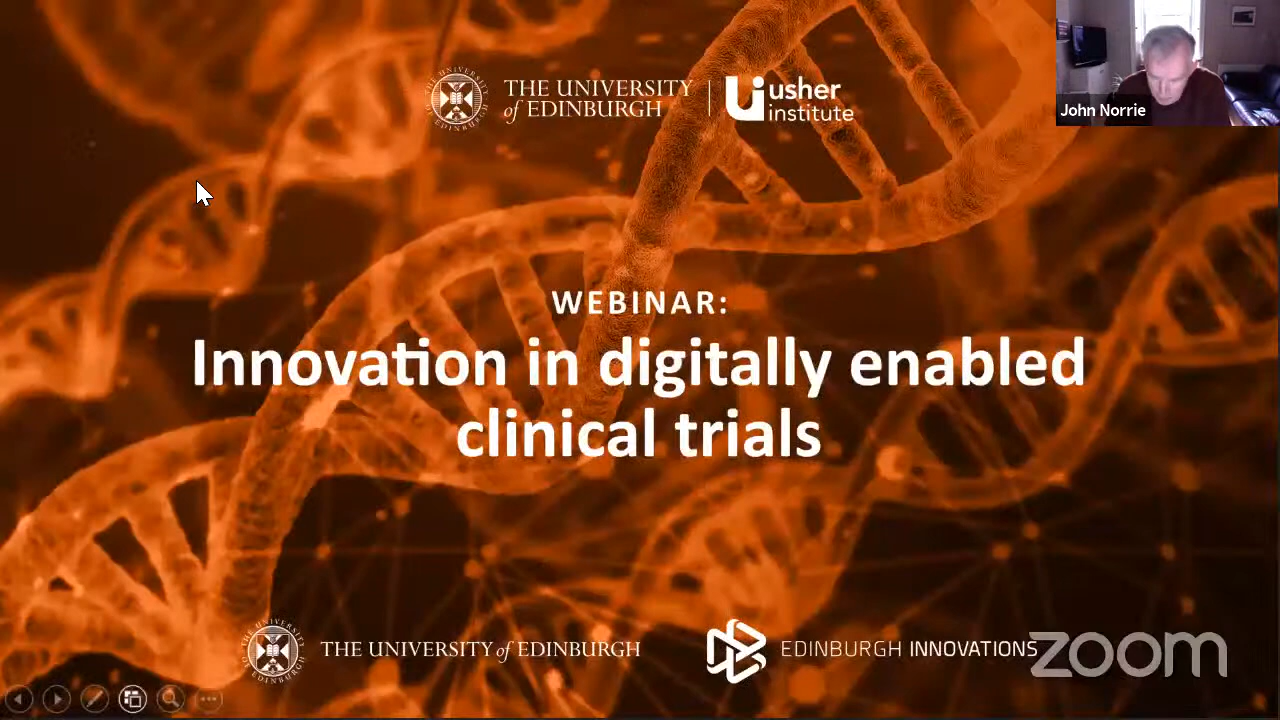 THE UNIVERSITY
of EDINBURGH
usher
institute
John Norrie
WEBINAR:
Innovation in digitally enabled
clinical trials
THE UNIVERSITY of EDINBURGH
EDINBURGH INNOVATIONS
zoom